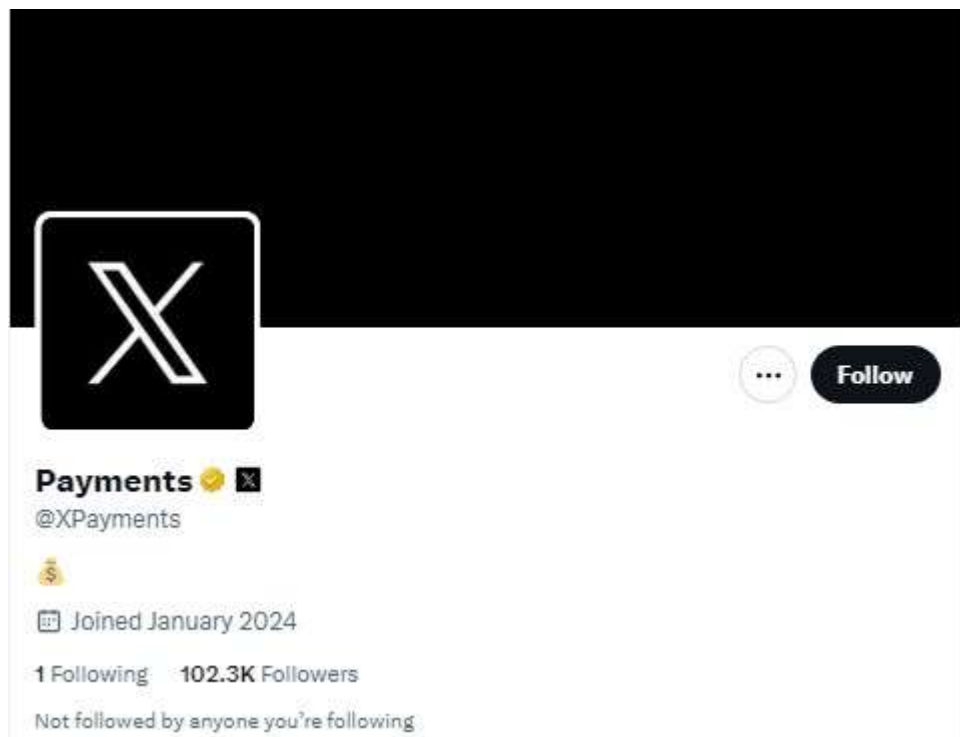 Follow
Payments
@XPayments
Joined January 2024
1 Following 102.3K Followers
Not followed by anyone you're following